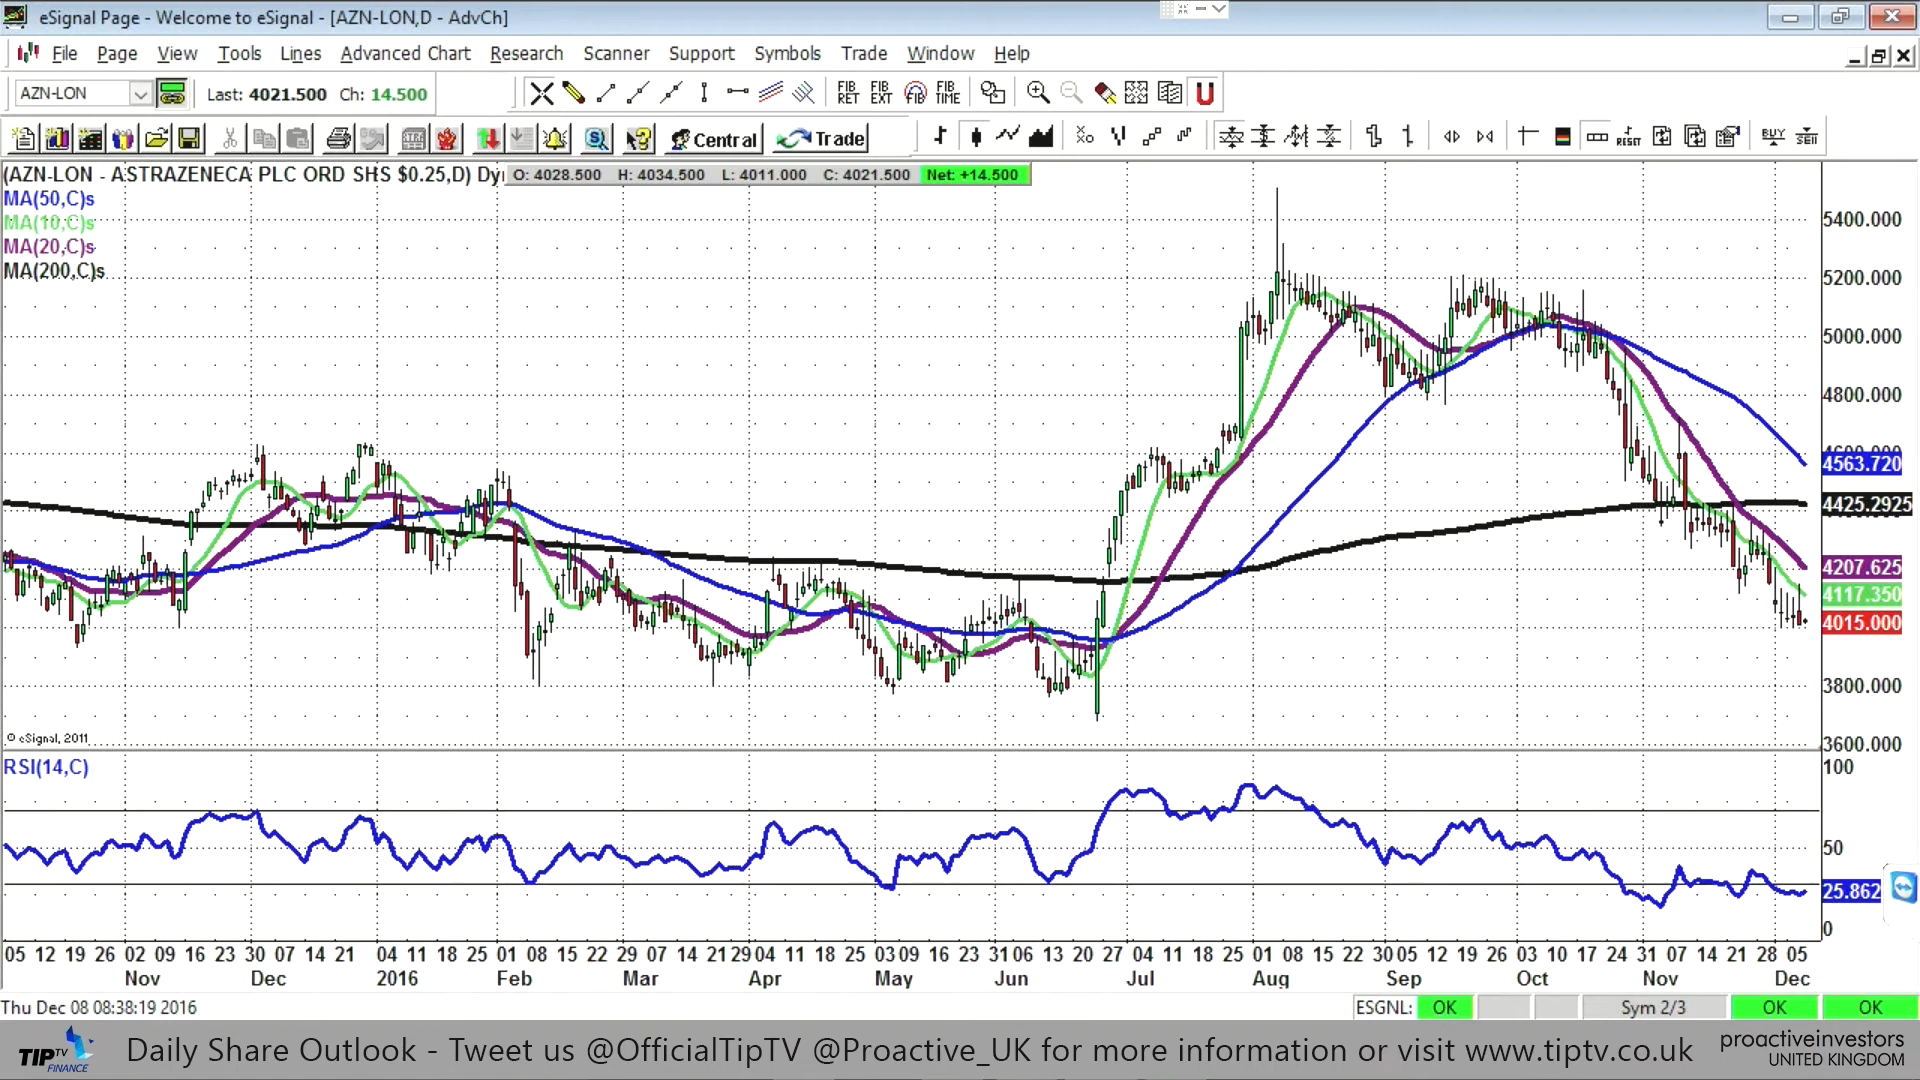 eSignal Page - Welcome to eSignal - [AZN-LON,D - AdvCh]
File Page View Tools Lines Advanced Chart Research Scanner Support Symbols Trade Window Help
AZN-LON Last: 4021.500 Ch: 14.500 FIB RET FIB EXT FIB FIB TIME
Central Trade RESET BUY SELL
(AZN-LON - ASTRAZENECA PLC ORD SHS $0.25,D) Dy O: 4028.500 H: 4034.500 L: 4011.000 C: 4021.500 Net: +14.500
MA(50,C)s
MA(10,C)s
MA(20,C)s
MA(200,C)s
5400.000
5200.000
5000.000
4800.000
4563.720
4425.2925
4207.625
4117.350
4015.000
3800.000
3600.000
© eSignal, 2011
RSI(14,C)
100
50
25.862
0
05 12 19 26 02 09 16 23 30 07 14 21 04 11 18 25 01 08 15 22 29 07 14 21 29 04 11 18 25 03 09 16 23 31 06 13 20 27 04 11 18 25 01 08 15 22 30 05 12 19 26 03 10 17 24 31 07 14 21 28 05
Nov Dec 2016 Feb Mar Apr May Jun Jul Aug Sep Oct Nov Dec
Thu Dec 08 08:38:19 2016 ESGNL: OK Sym 2/3 OK OK
TIP TV FINANCE
Daily Share Outlook - Tweet us @OfficialTipTV @Proactive_UK for more information or visit www.tiptv.co.uk
proactiveinvestors
UNITED KINGDOM